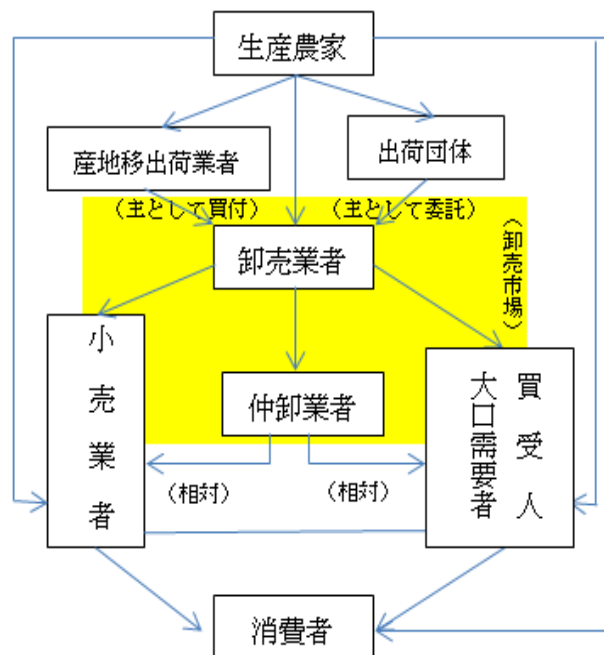 生産農家
産地移出荷業者
出荷団体
（主として買付）
（主として委託）
卸売業者
（卸売市場）
小売業者
仲卸業者
買受人
大口需要者
（相対）
（相対）
消費者